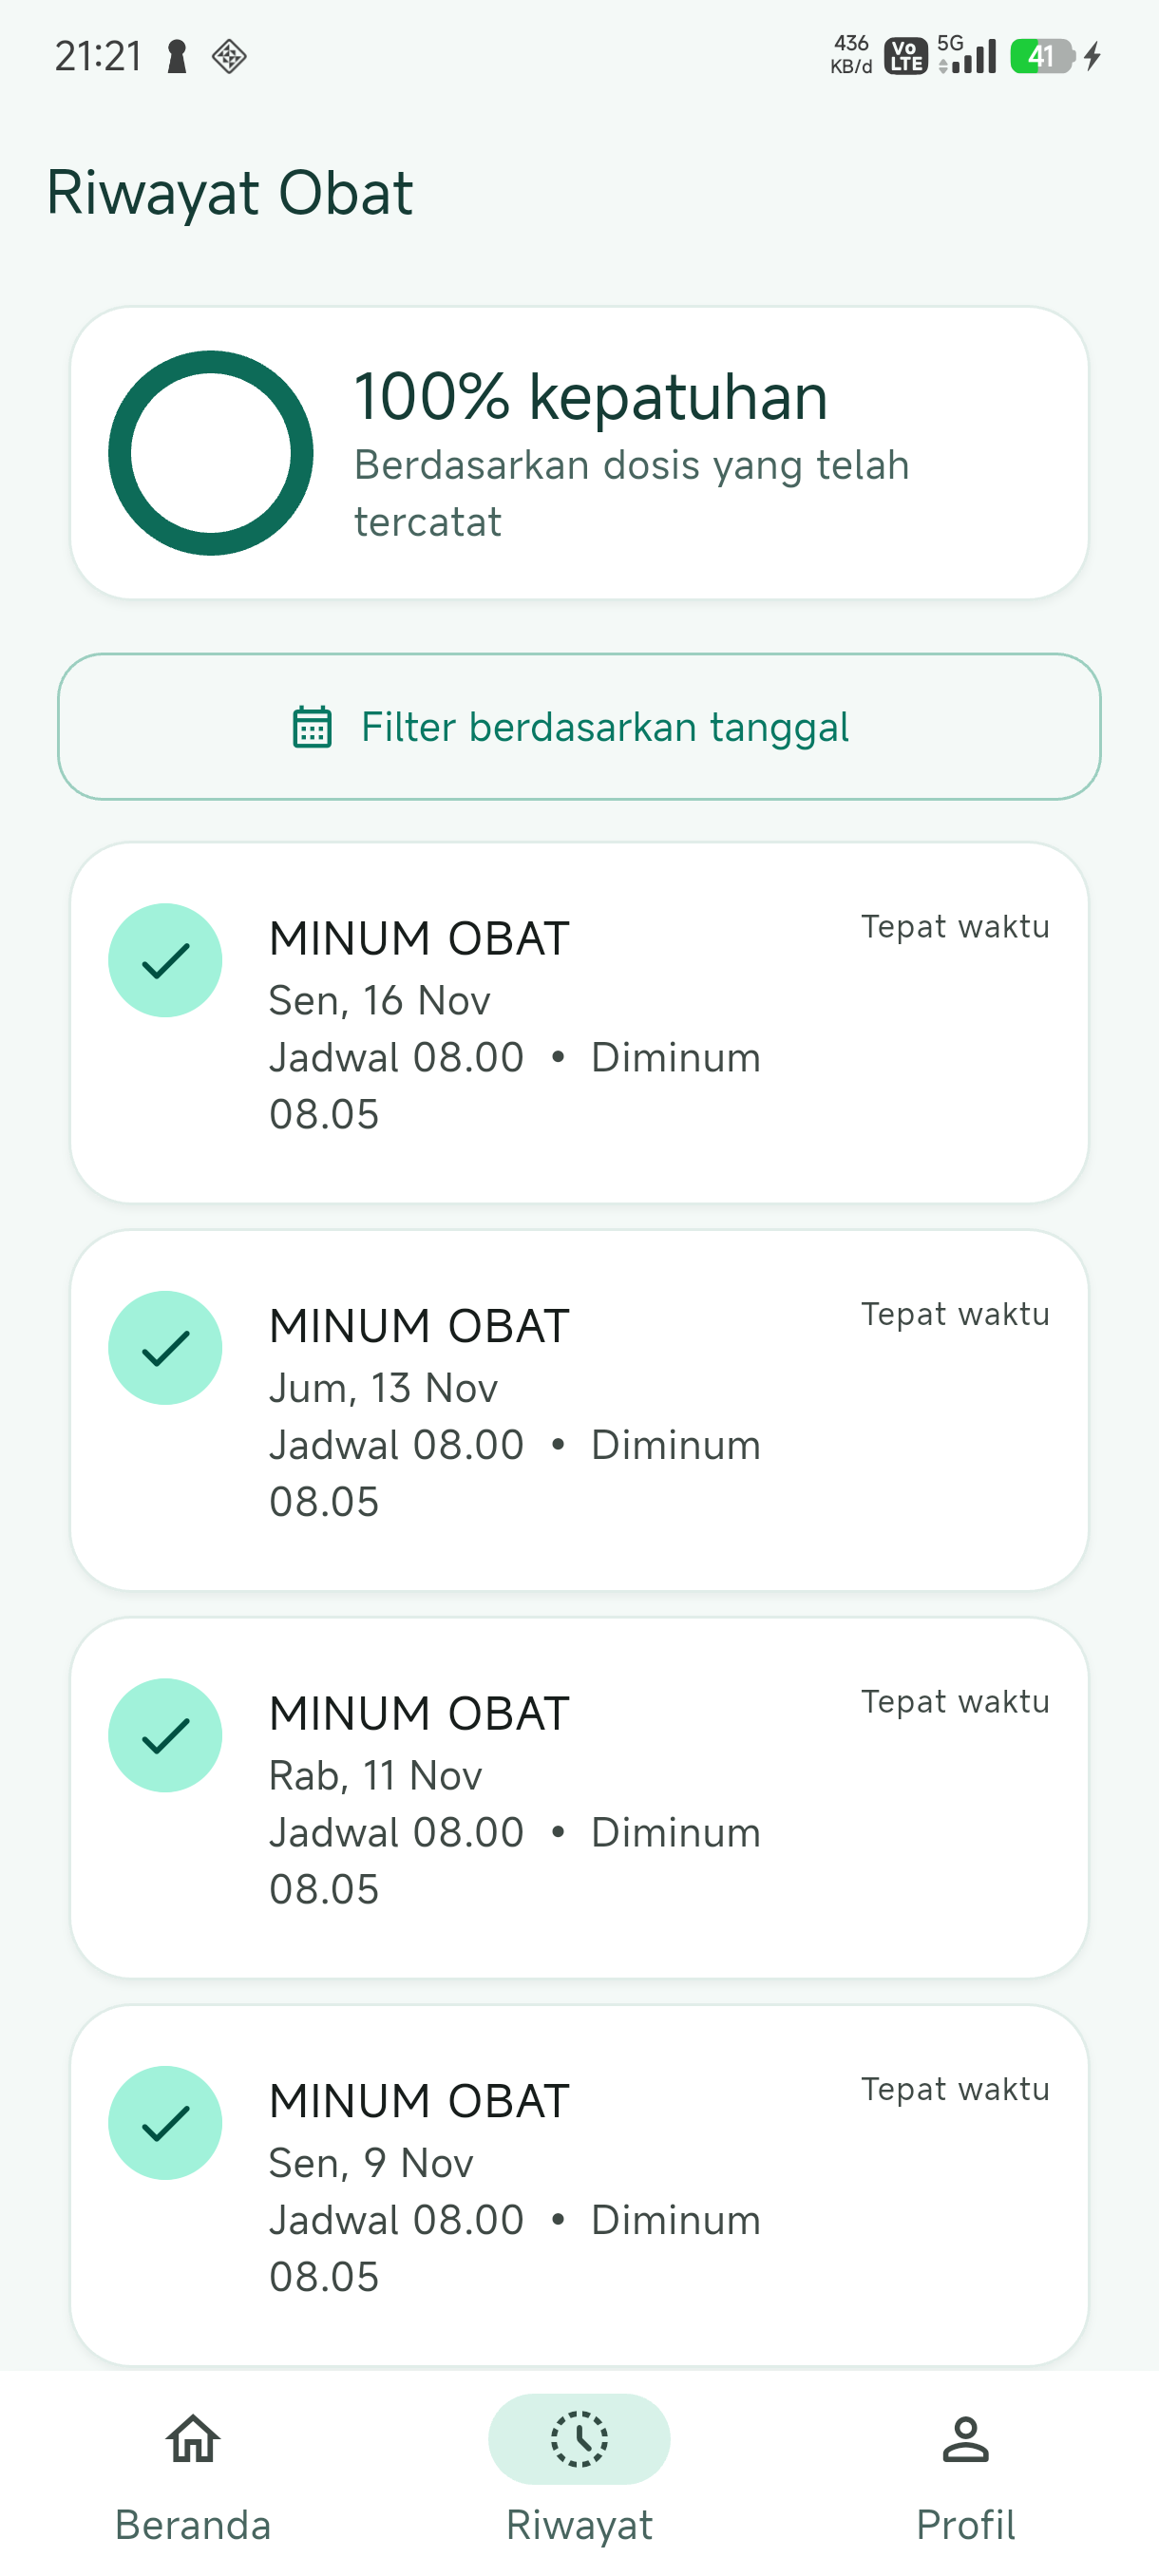 21:21
436
KB/d
Vo
LTE
5G
41
Riwayat Obat
100% kepatuhan
Berdasarkan dosis yang telah
tercatat
Filter berdasarkan tanggal
MINUM OBAT
Tepat waktu
Sen, 16 Nov
Jadwal 08.00 • Diminum
08.05
MINUM OBAT
Tepat waktu
Jum, 13 Nov
Jadwal 08.00 • Diminum
08.05
MINUM OBAT
Tepat waktu
Rab, 11 Nov
Jadwal 08.00 • Diminum
08.05
MINUM OBAT
Tepat waktu
Sen, 9 Nov
Jadwal 08.00 • Diminum
08.05
Beranda
Riwayat
Profil